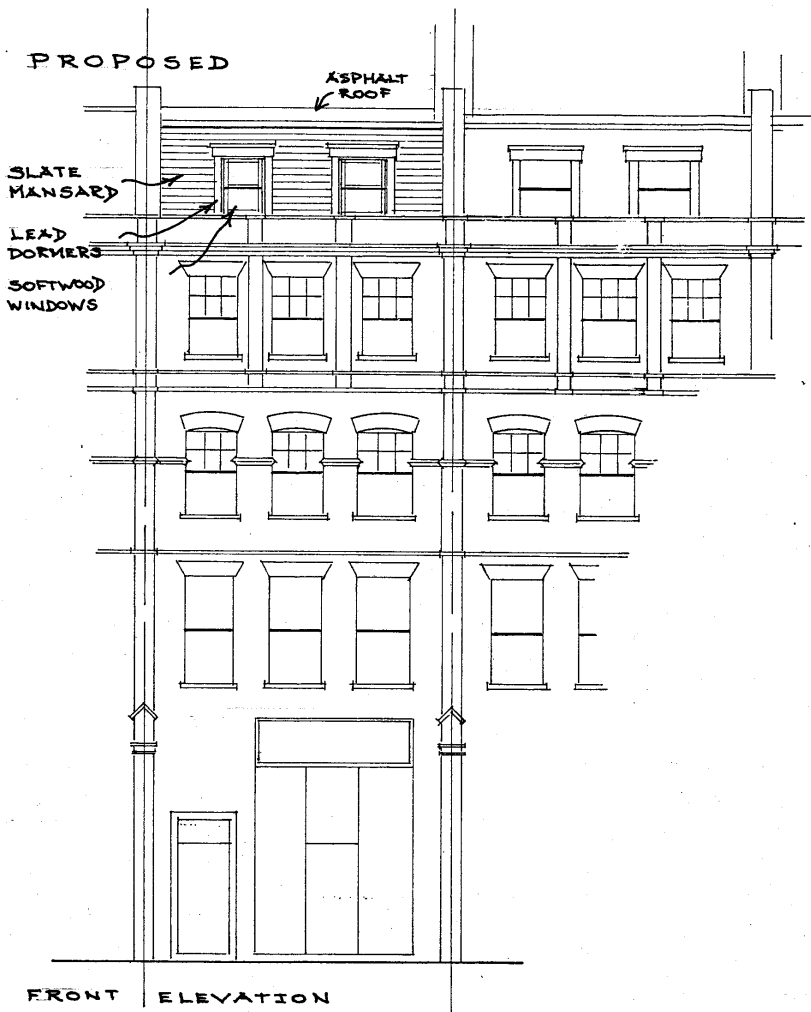 PROPOSED
ASPHALT
ROOF
SLATE
MANSARD
LEAD
DORMERS
SOFTWOOD
WINDOWS
FRONT ELEVATION